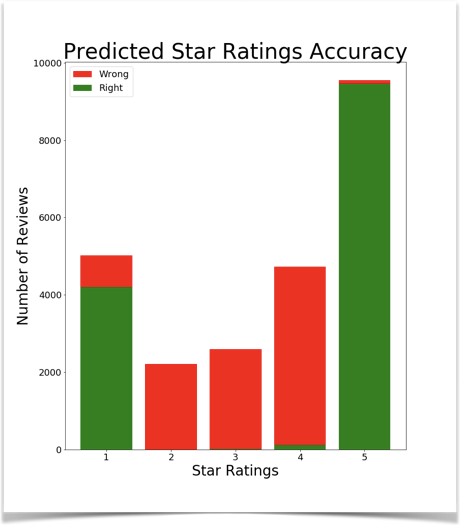 Predicted Star Ratings Accuracy
Wrong
Right
Number of Reviews
10000
8000
6000
4000
2000
0
1 2 3 4 5
Star Ratings